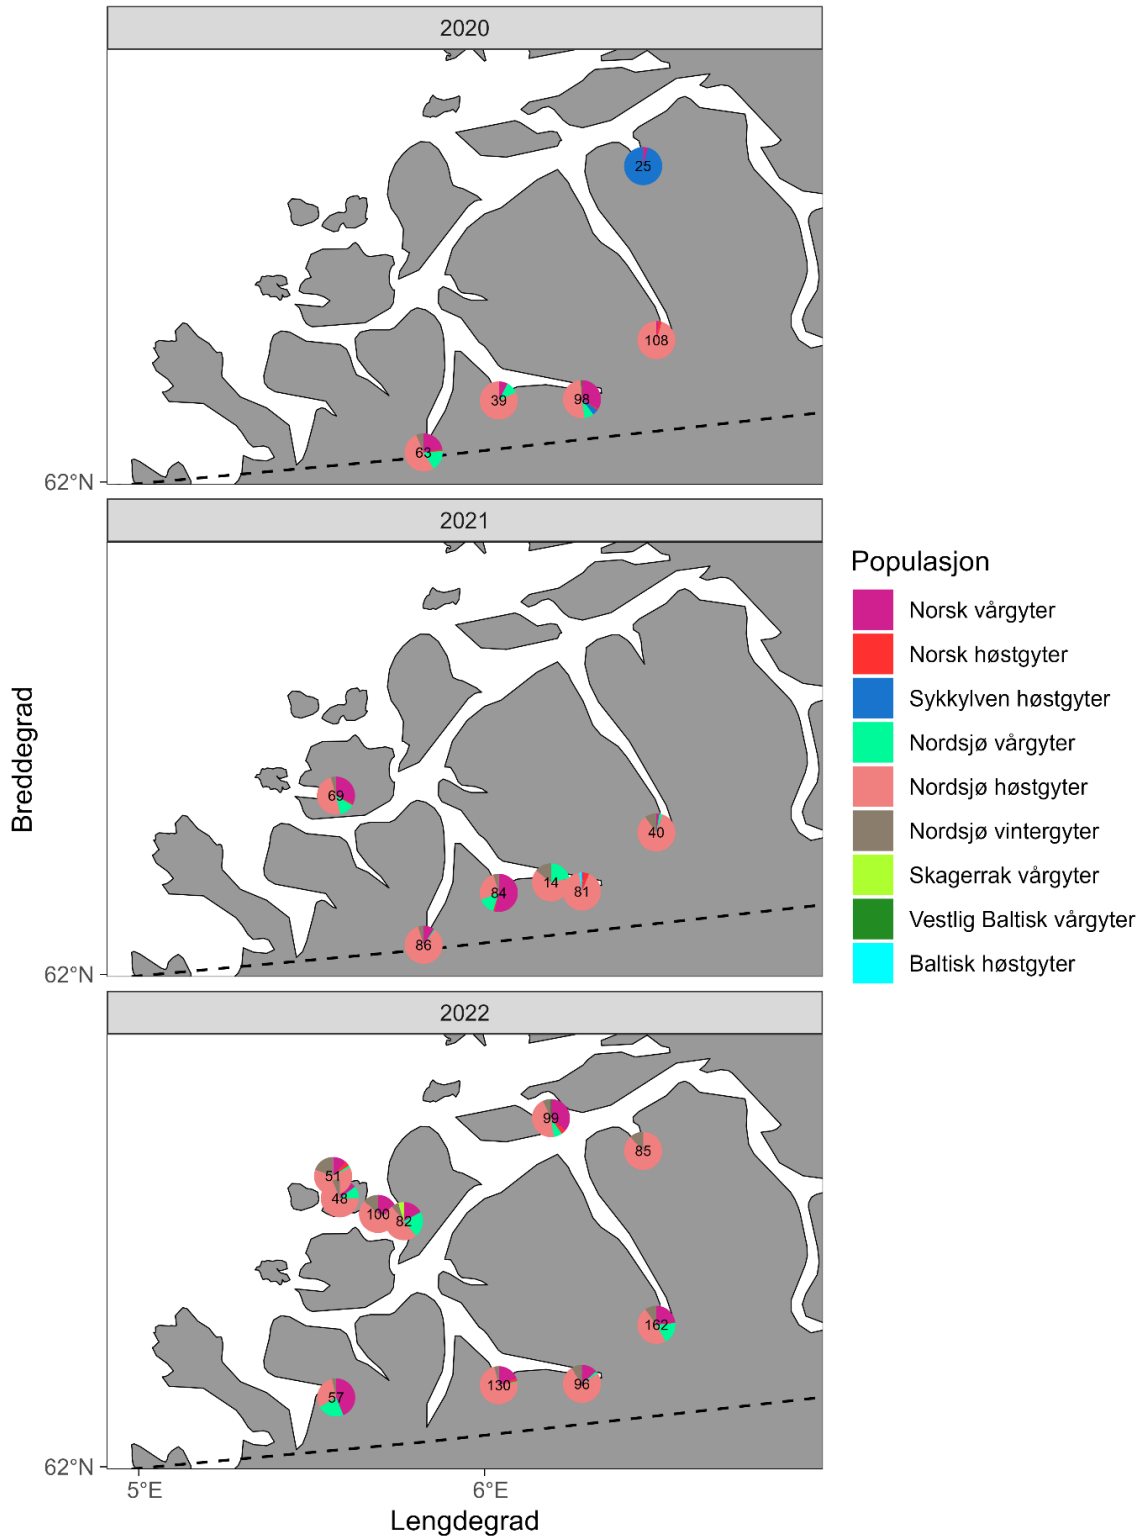 2020
25
108
39
98
63
62°N
2021
69
40
84
14
81
86
62°N
Breddegrad
Populasjon
Norsk vårgyter
Norsk høstgyter
Sykkylven høstgyter
Nordsjø vårgyter
Nordsjø høstgyter
Nordsjø vintergyter
Skagerrak vårgyter
Vestlig Baltisk vårgyter
Baltisk høstgyter
2022
99
85
51
48
100
82
162
57
130
96
62°N
5°E
6°E
Lengdegrad